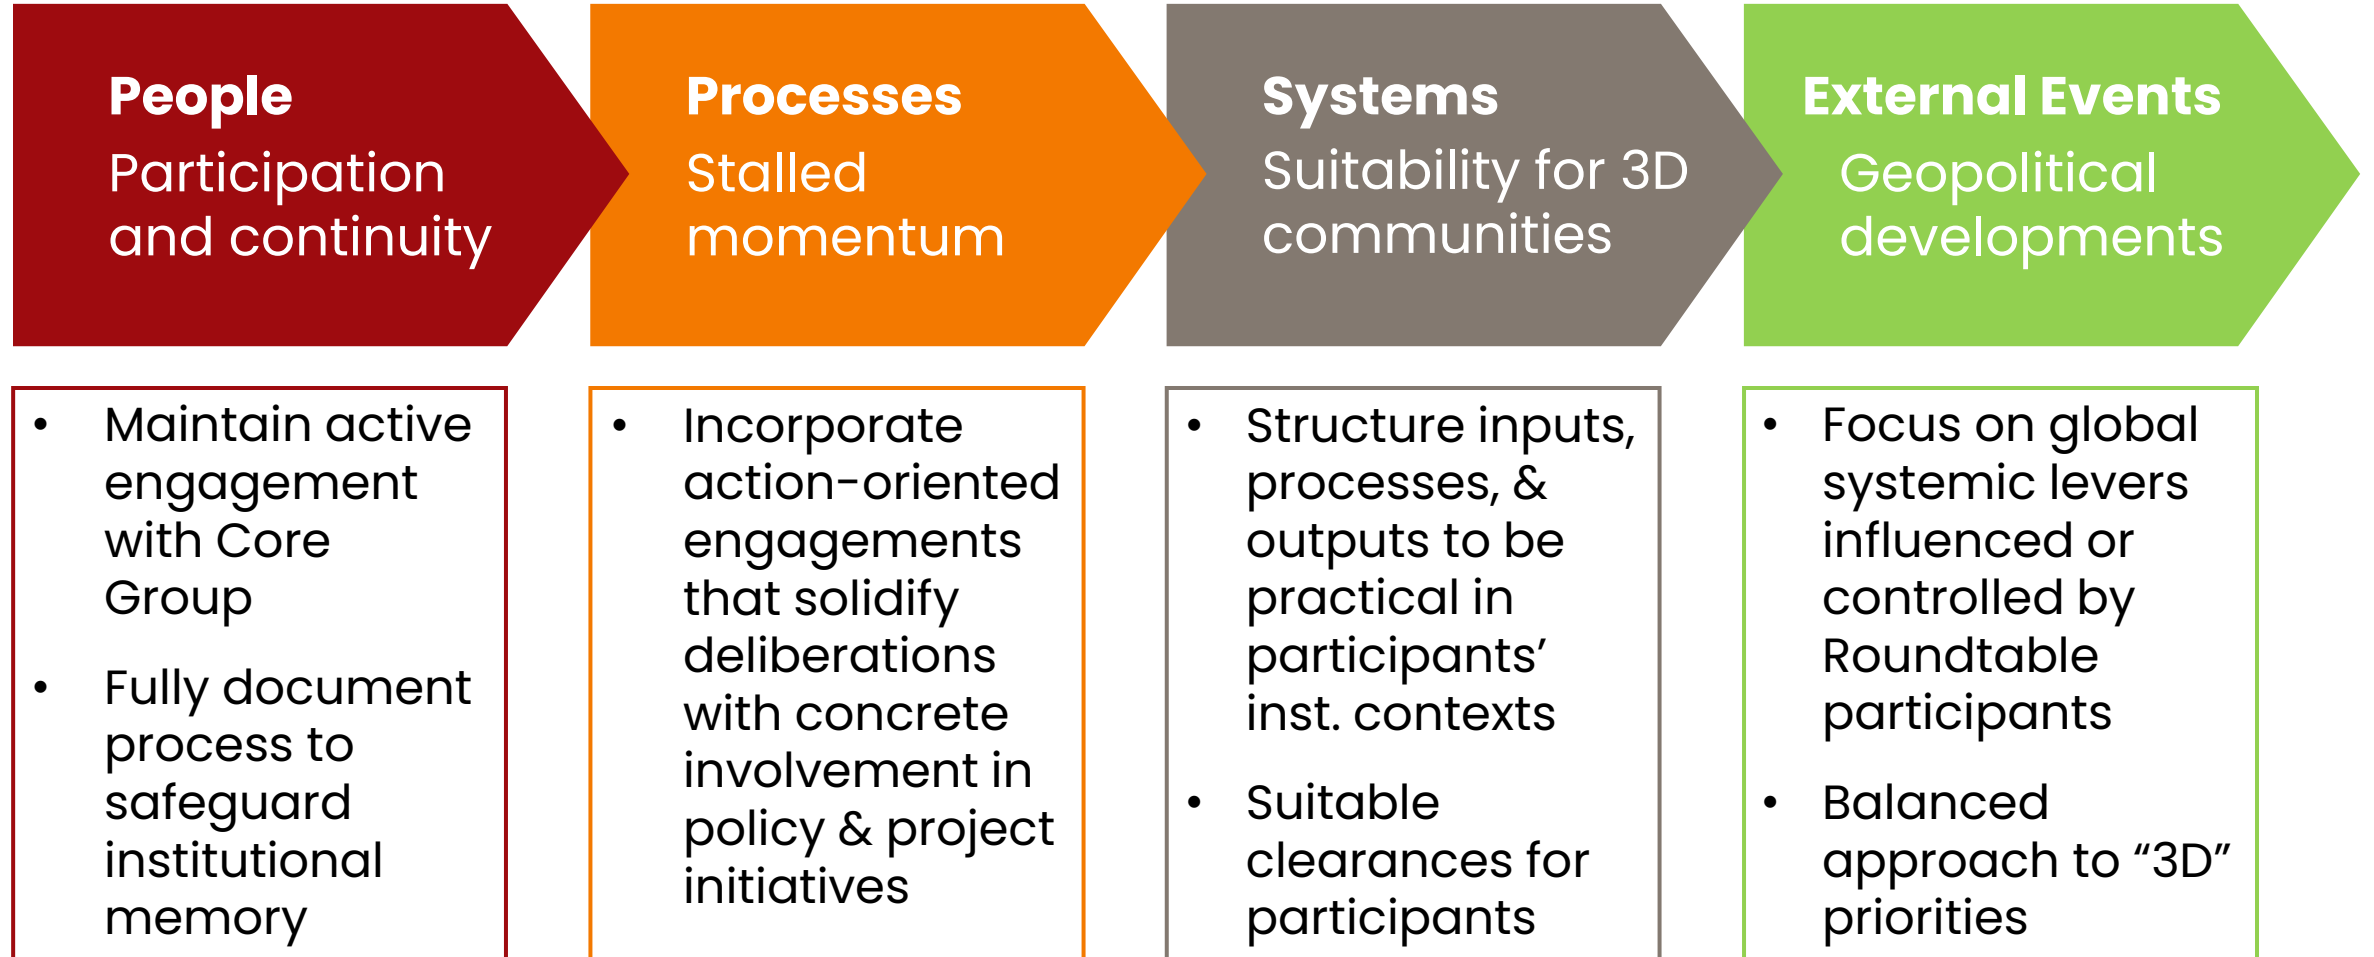 People
Participation
and continuity
Processes
Stalled
momentum
Systems
Suitability for 3D
communities
External Events
Geopolitical
developments
• Maintain active
engagement
with Core
Group
• Fully document
process to
safeguard
institutional
memory
• Incorporate
action-oriented
engagements
that solidify
deliberations
with concrete
involvement in
policy & project
initiatives
• Structure inputs,
processes, &
outputs to be
practical in
participants’
inst. contexts
• Suitable
clearances for
participants
• Focus on global
systemic levers
influenced or
controlled by
Roundtable
participants
• Balanced
approach to “3D”
priorities